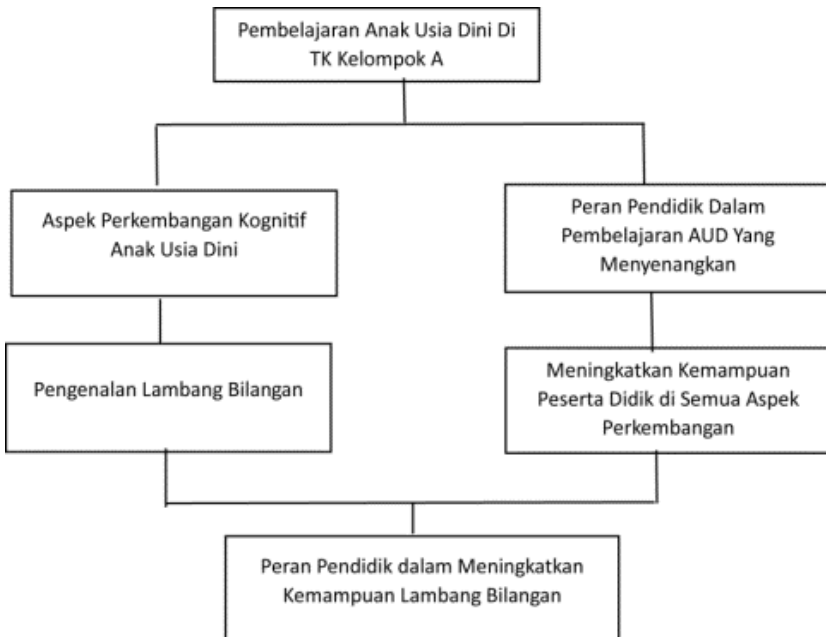 Pembelajaran Anak Usia Dini Di
TK Kelompok A
Aspek Perkembangan Kognitif
Anak Usia Dini
Peran Pendidik Dalam
Pembelajaran AUD Yang
Menyenangkan
Pengenalan Lambang Bilangan
Meningkatkan Kemampuan
Peserta Didik di Semua Aspek
Perkembangan
Peran Pendidik dalam Meningkatkan
Kemampuan Lambang Bilangan